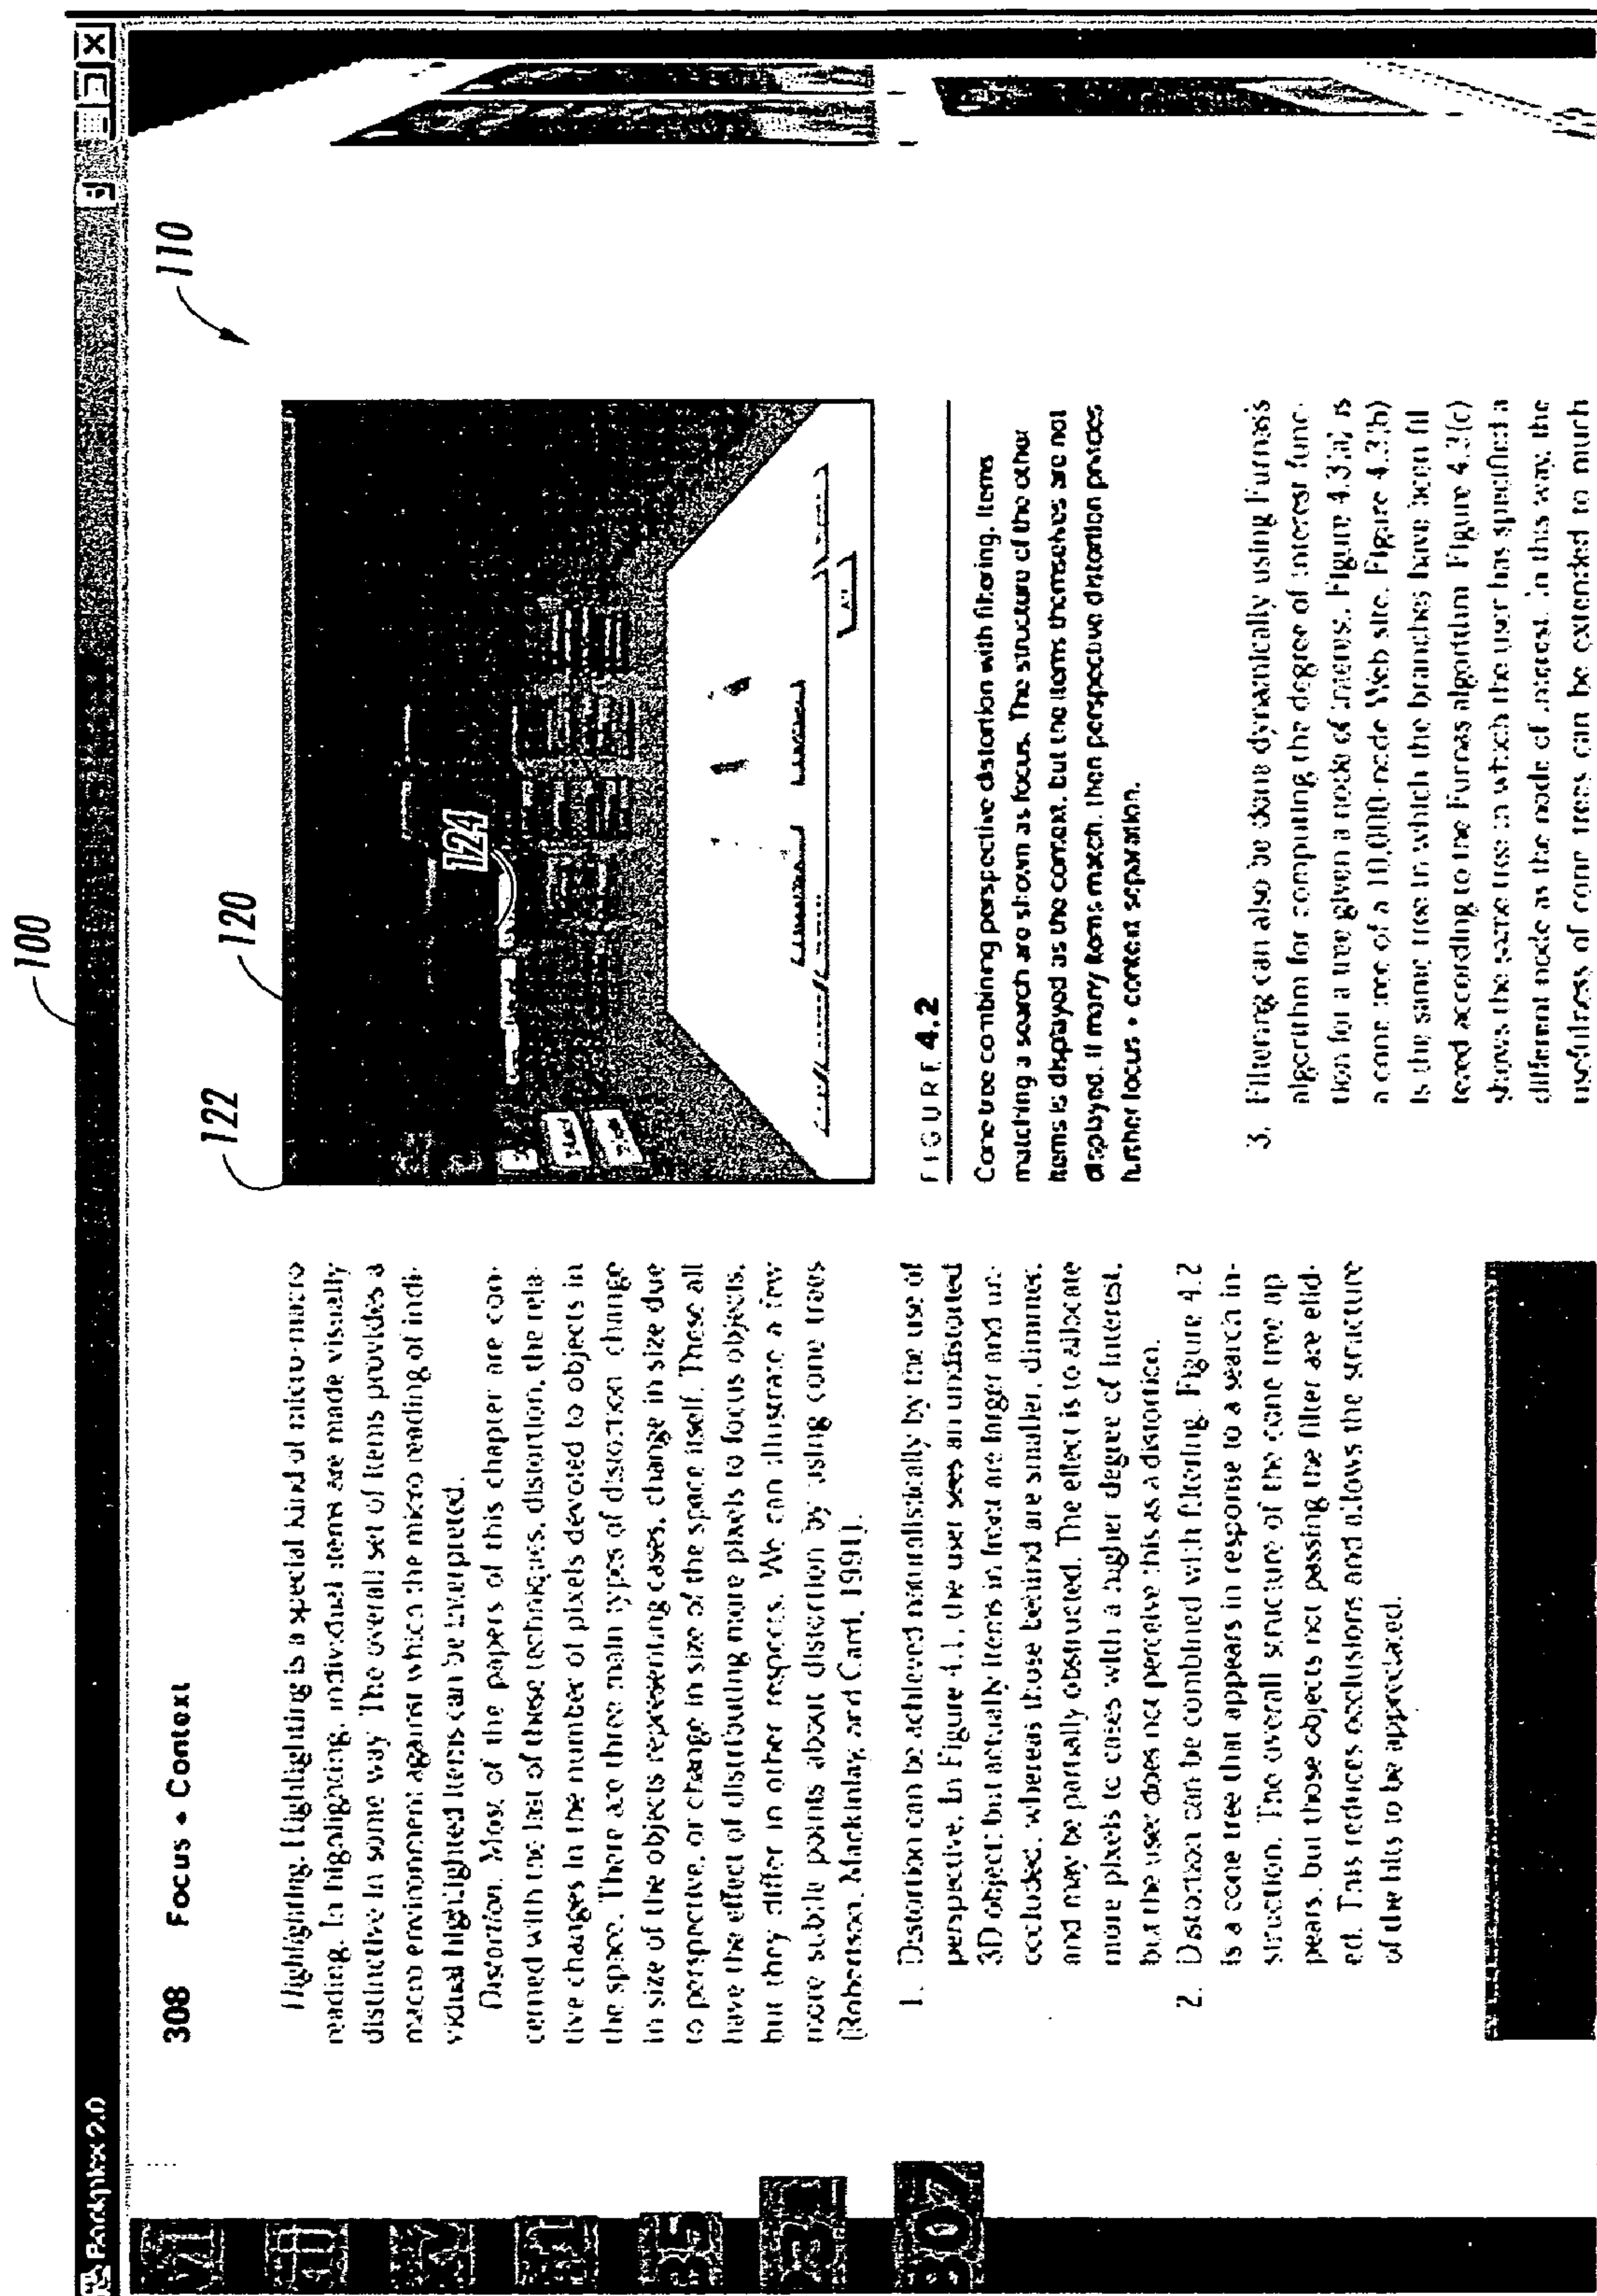 100
110
120
122
124
308 Focus + Context
Highlighting. Highlighting is a special kind of micro-macro
reading. In highlighting, individual items are made visually
distinctive in some way. The overall set of items provides a
macro environment against which the micro reading of indi-
vidual highlighted items can be interpreted.
Distortion. Most of the papers of this chapter are con-
cerned with the last of these techniques, distortion, the rela-
tive changes in the number of pixels devoted to objects in
the space. There are three main types of distortion: change
in size of the objects representing cases, change in size due
to perspective, or change in size of the space itself. These all
have the effect of distributing more pixels to focus objects,
but they differ in other respects. We can illustrate a few
more subtle points about distortion by using cone trees
(Robertson, Mackinlay, and Card, 1991).
1. Distortion can be achieved naturalistically by the use of
perspective. In Figure 4.1, the user sees an undistorted
3D object, but actually items in front are larger and un-
occluded, whereas those behind are smaller, dimmer,
and may be partially obstructed. The effect is to allocate
more pixels to cases with a higher degree of interest,
but the user does not perceive this as a distortion.
2. Distortion can be combined with filtering. Figure 4.2
is a cone tree that appears in response to a search in-
struction. The overall structure of the cone tree ap
pears, but those objects not passing the filter are elid-
ed. This reduces occlusions and allows the structure
of the hits to be appreciated.
FIGURE 4.2
Cone tree combining perspective distortion with filtering. Items
matching a search are shown as focus. The structure of the other
items is displayed as the context, but the items themselves are not
displayed. If many items match, then perspective distortion provides
further focus + context separation.
3. Filtering can also be done dynamically using Furnas's
algorithm for computing the degree of interest func-
tion for a tree given a node of interest. Figure 4.3(a) is
a cone tree of a 10,000-node Web site. Figure 4.3(b)
is the same tree in which the branches have been fil
tered according to the Furnas algorithm. Figure 4.3(c)
shows the same tree in which the user has specified a
different node as the node of interest. In this way, the
usefulness of cone trees can be extended to much
307